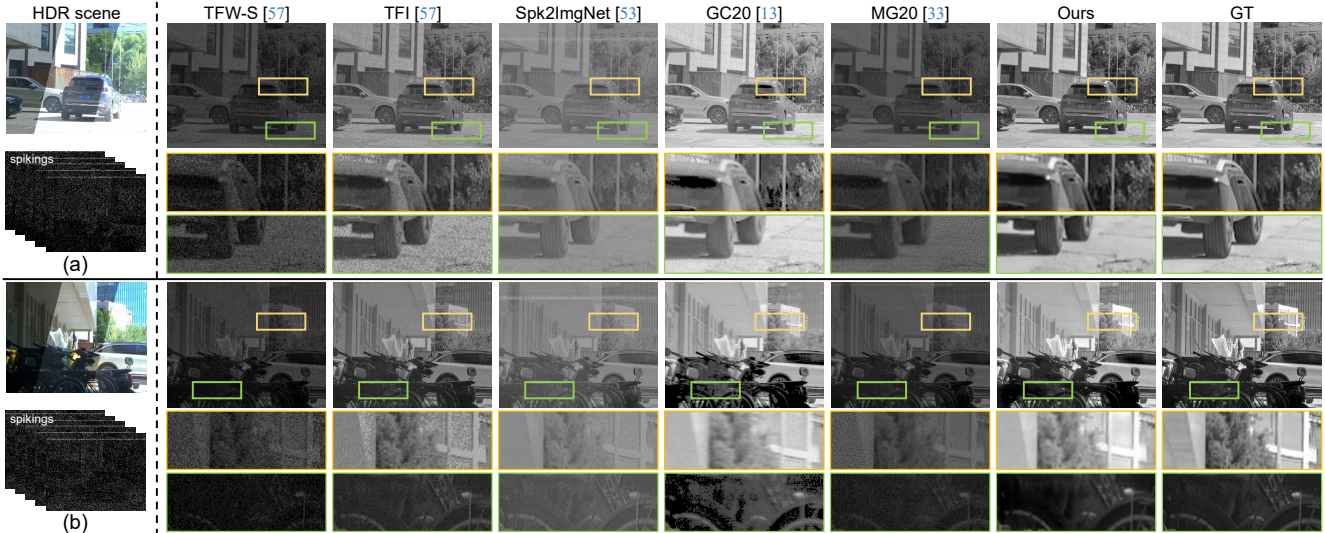 HDR scene TFW-S [57] TFI [57] Spk2ImgNet [53] GC20 [13] MG20 [33] Ours GT
spikings
(a)
spikings
(b)